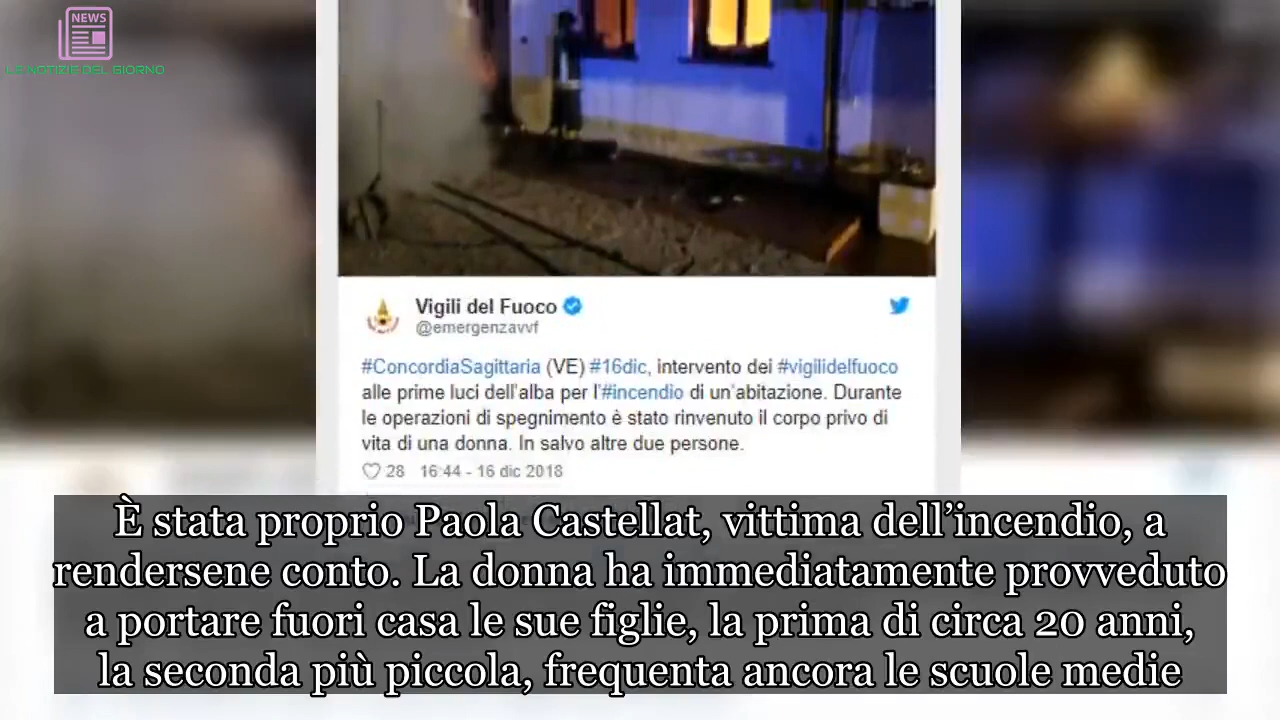 NEWS
LE NOTIZIE DEL GIORNO
Vigili del Fuoco
@emergenzavvf
#ConcordiaSagittaria (VE) #16dic, intervento dei #vigilidelfuoco
alle prime luci dell'alba per l'#incendio di un'abitazione. Durante
le operazioni di spegnimento è stato rinvenuto il corpo privo di
vita di una donna. In salvo altre due persone.
28 16:44 - 16 dic 2018
È stata proprio Paola Castellat, vittima dell’incendio, a
rendersene conto. La donna ha immediatamente provveduto
a portare fuori casa le sue figlie, la prima di circa 20 anni,
la seconda più piccola, frequenta ancora le scuole medie